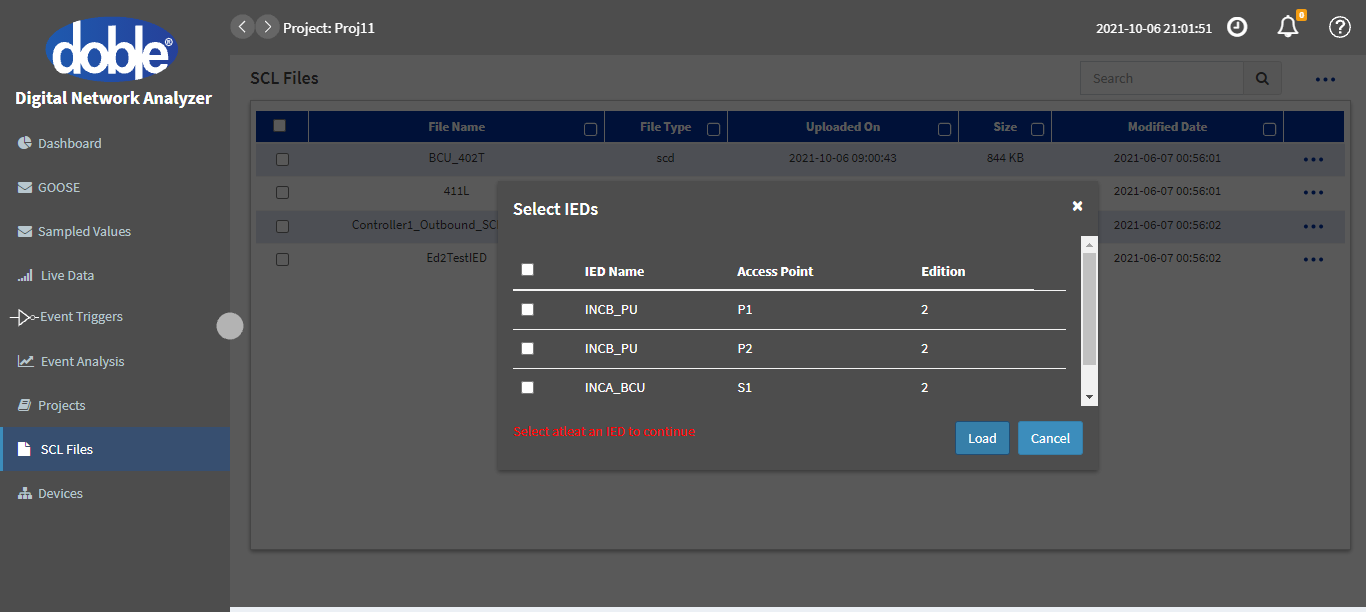 doble®
Digital Network Analyzer
Dashboard
GOOSE
Sampled Values
Live Data
Event Triggers
Event Analysis
Projects
SCL Files
Devices
Project: Proj11
2021-10-06 21:01:51
0
SCL Files
Search
File Name File Type Uploaded On Size Modified Date
BCU_402T scd 2021-10-06 09:00:43 844 KB 2021-06-07 00:56:01
411L 2021-06-07 00:56:01
Controller1_Outbound_SC 2021-06-07 00:56:02
Ed2TestIED 2021-06-07 00:56:02
Select IEDs
IED Name Access Point Edition
INCB_PU P1 2
INCB_PU P2 2
INCA_BCU S1 2
Select atleat an IED to continue
Load Cancel